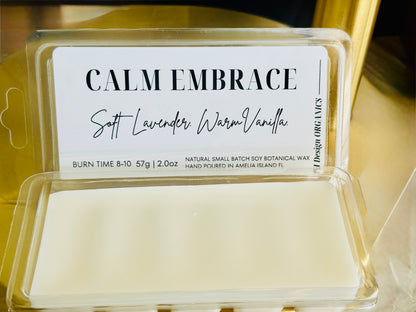 CALM EMBRACE
Soft Lavender. Warm Vanilla.
BURN TIME 8-10 57g | 2.0oz
NATURAL SMALL BATCH SOY BOTANICAL WAX
HAND POURED IN AMELIA ISLAND FL
Design ORGANICS